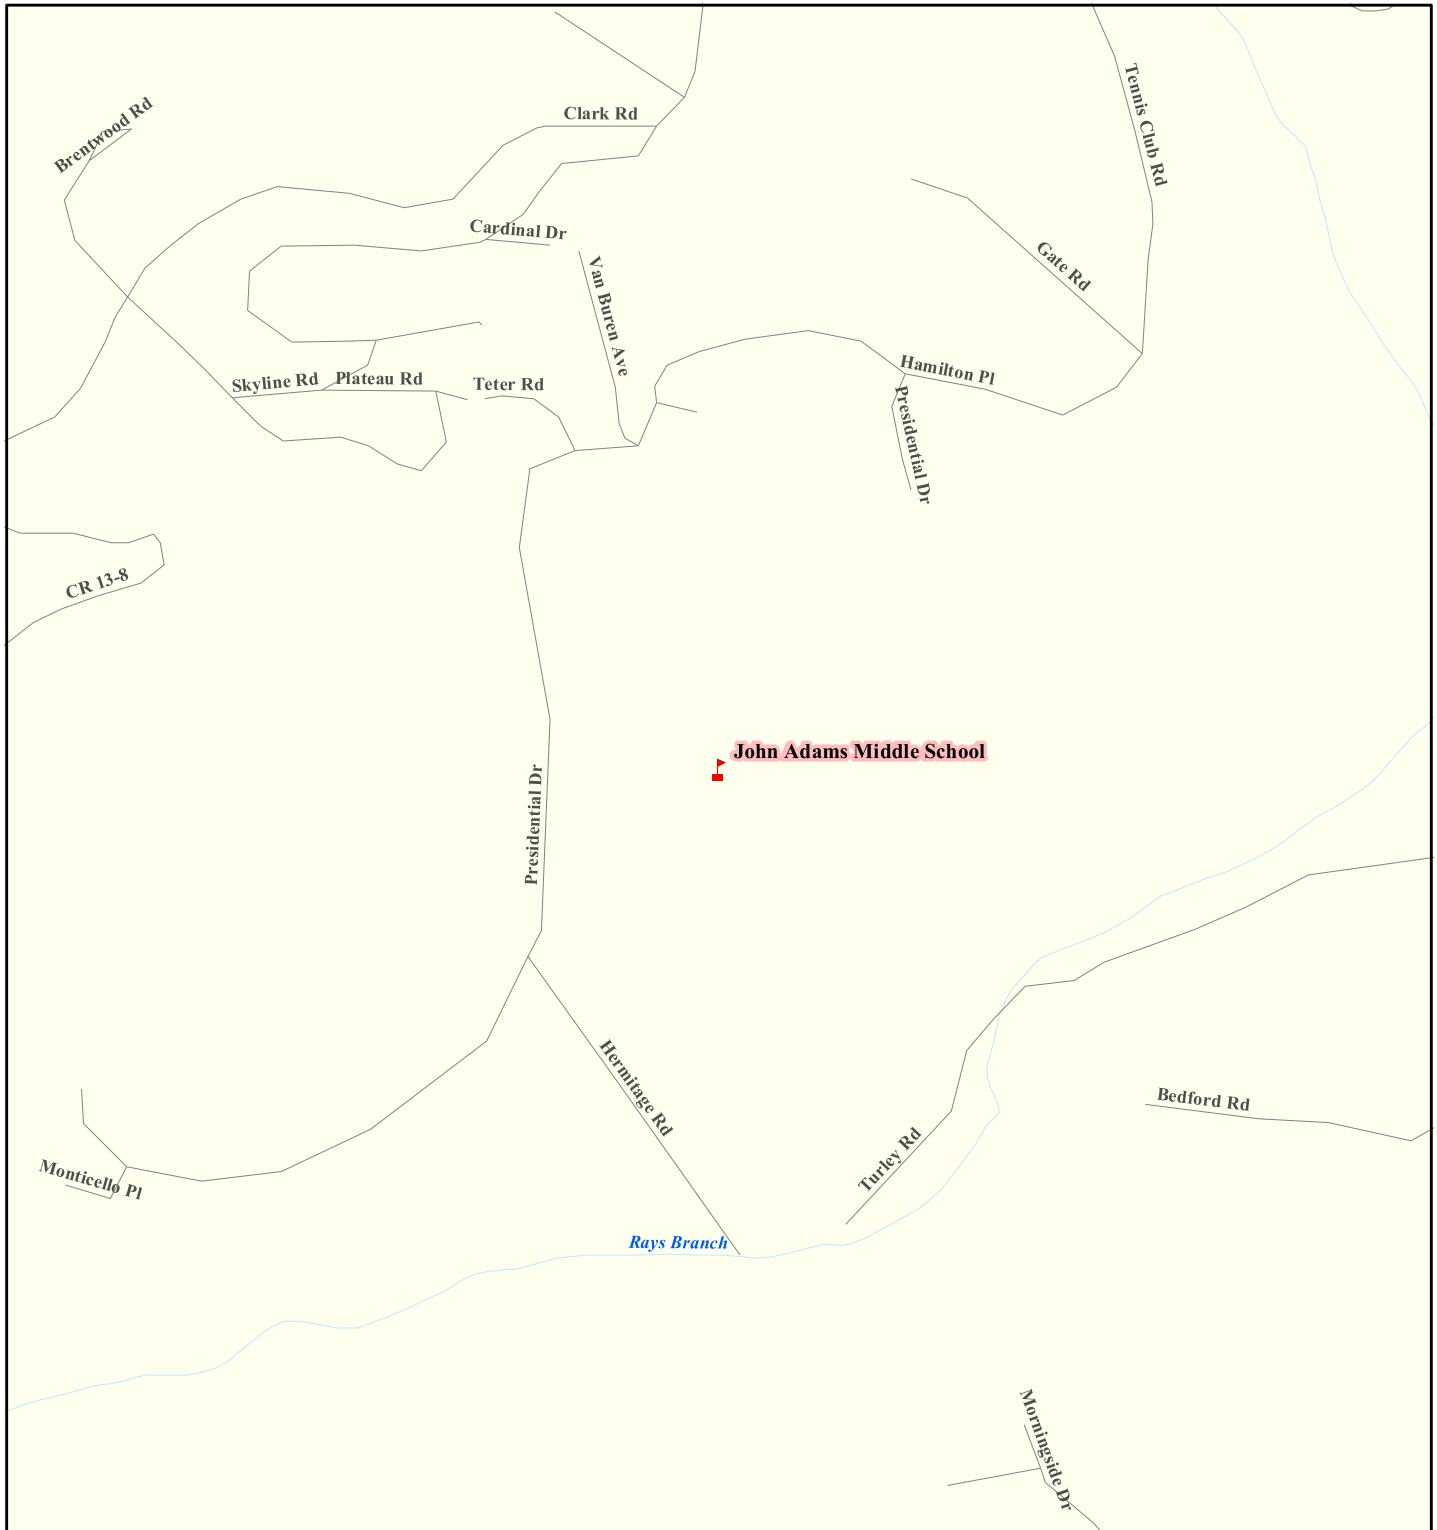 Tennis Club Rd
Brentwood Rd
Clark Rd
Cardinal Dr
Gate Rd
Van Buren Ave
Hamilton Pl
Skyline Rd
Plateau Rd
Teter Rd
Presidential Dr
CR 13-8
John Adams Middle School
Presidential Dr
Hermitage Rd
Bedford Rd
Turley Rd
Monticello Pl
Rays Branch
Morningside Dr